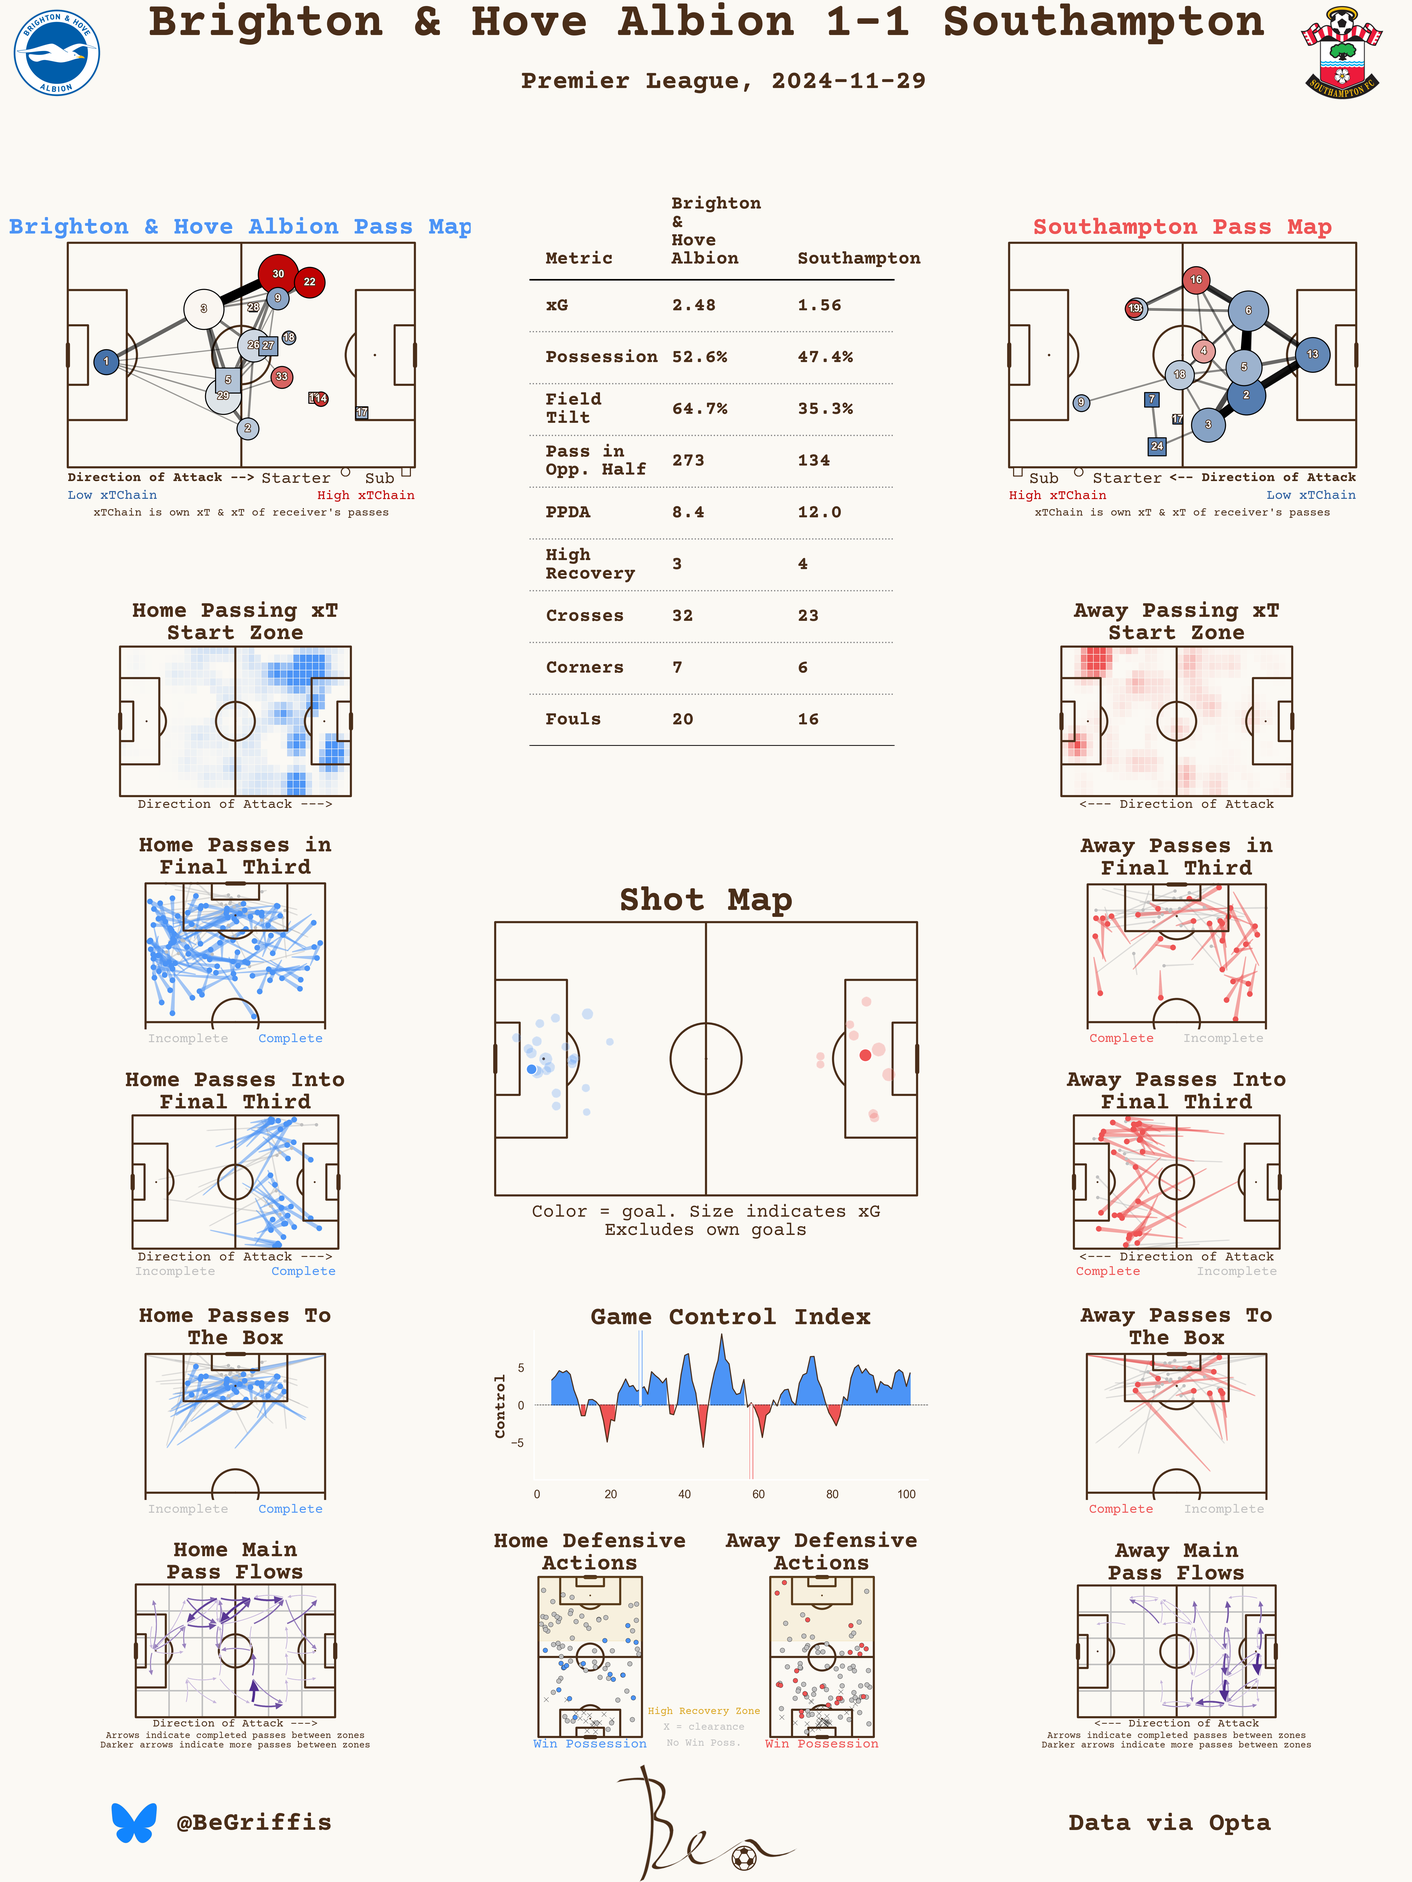 Brighton & Hove Albion 1-1 Southampton
Premier League, 2024-11-29
BRIGHTON & HOVE
ALBION
SOUTHAMPTON FC
Brighton & Hove Albion Pass Map
30
22
9
28
3
18
26
27
1
33
5
29
14
17
2
Direction of Attack --> Starter Sub
Low xTChain High xTChain
xTChain is own xT & xT of receiver's passes
Metric Brighton & Hove Albion Southampton
xG 2.48 1.56
Possession 52.6% 47.4%
Field Tilt 64.7% 35.3%
Pass in Opp. Half 273 134
PPDA 8.4 12.0
High Recovery 3 4
Crosses 32 23
Corners 7 6
Fouls 20 16
Southampton Pass Map
16
19
6
4
13
5
18
2
9
7
17
3
24
Sub Starter <-- Direction of Attack
High xTChain Low xTChain
xTChain is own xT & xT of receiver's passes
Home Passing xT
Start Zone
Direction of Attack --->
Away Passing xT
Start Zone
<--- Direction of Attack
Home Passes in
Final Third
Incomplete Complete
Away Passes in
Final Third
Complete Incomplete
Shot Map
Color = goal. Size indicates xG
Excludes own goals
Home Passes Into
Final Third
Direction of Attack --->
Incomplete Complete
Away Passes Into
Final Third
<--- Direction of Attack
Complete Incomplete
Home Passes To
The Box
Incomplete Complete
Game Control Index
Control
5
0
−5
0 20 40 60 80 100
Away Passes To
The Box
Complete Incomplete
Home Main
Pass Flows
Direction of Attack --->
Arrows indicate completed passes between zones
Darker arrows indicate more passes between zones
Home Defensive
Actions
Win Possession
High Recovery Zone
X = clearance
No Win Poss.
Away Defensive
Actions
Win Possession
Away Main
Pass Flows
<--- Direction of Attack
Arrows indicate completed passes between zones
Darker arrows indicate more passes between zones
@BeGriffis
Ben
Data via Opta